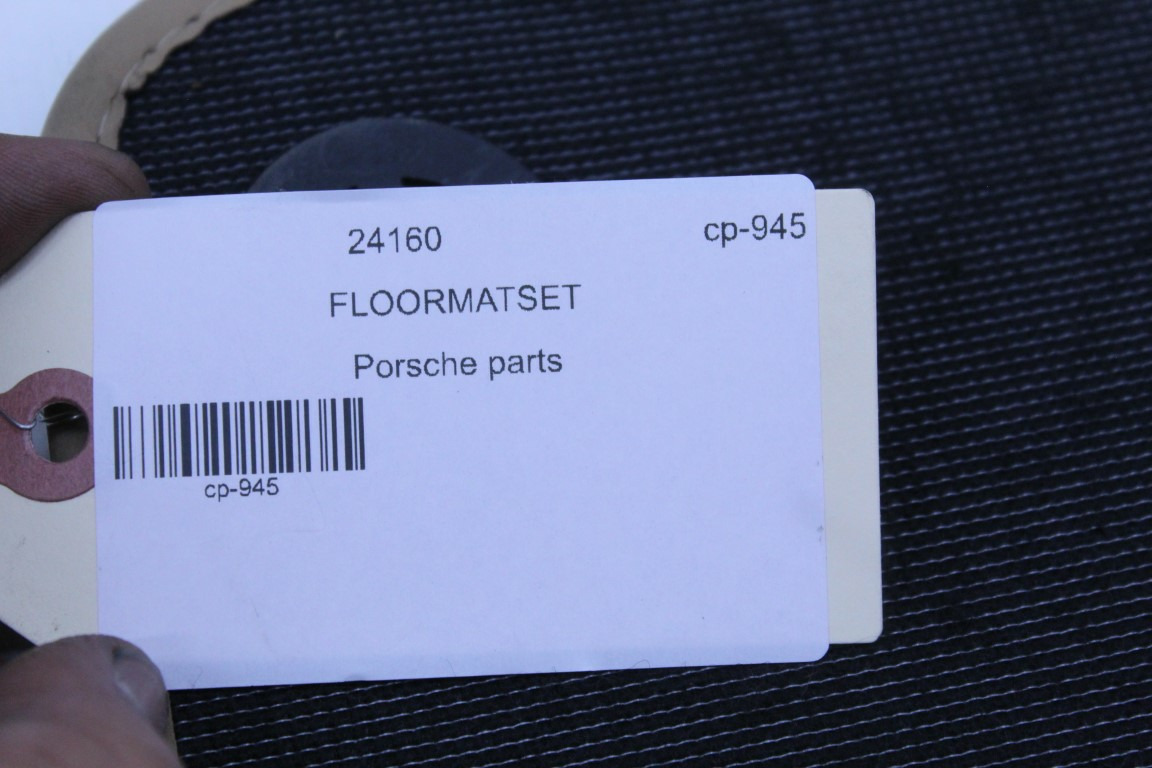 24160 cp-945
FLOORMATSET
Porsche parts
cp-945